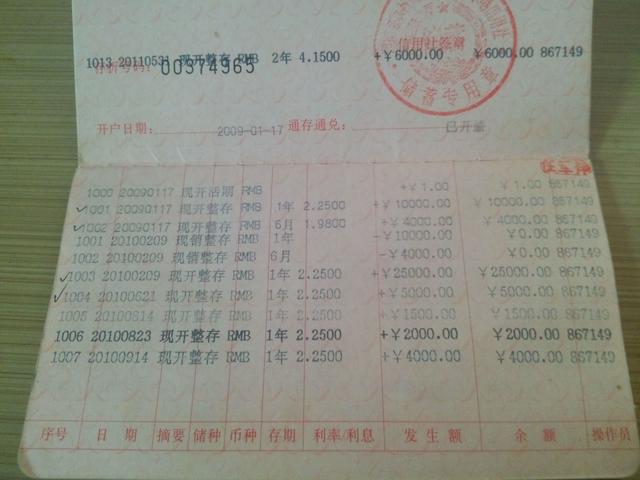 1013 20110531 现开整存 RMB 2年 4.1500 +￥6000.00 ￥6000.00 867149
信用社签章
存折号码: 00374965
储蓄专用章
开户日期: 2009-01-17 通存通兑: 已开通
1000 20090117 现开活期 RMB +￥1.00 ￥1.00 867149
✓1001 20090117 现开整存 RMB 1年 2.2500 +￥10000.00 ￥10000.00 867149
✓1002 20090117 现开整存 RMB 6月 1.9800 +￥4000.00 ￥4000.00 867149
1001 20100209 现销整存 RMB 1年 -￥10000.00 ￥0.00 867149
1002 20100209 现销整存 RMB 6月 -￥4000.00 ￥0.00 867149
✓1003 20100209 现开整存 RMB 1年 2.2500 +￥25000.00 ￥25000.00 867149
✓1004 20100621 现开整存 RMB 1年 2.2500 +￥5000.00 ￥5000.00 867149
1005 20100814 现开整存 RMB 1年 2.2500 +￥1500.00 ￥1500.00 867149
1006 20100823 现开整存 RMB 1年 2.2500 +￥2000.00 ￥2000.00 867149
1007 20100914 现开整存 RMB 1年 2.2500 +￥4000.00 ￥4000.00 867149
序号 日期 摘要 储种 币种 存期 利率/利息 发生额 余额 操作员